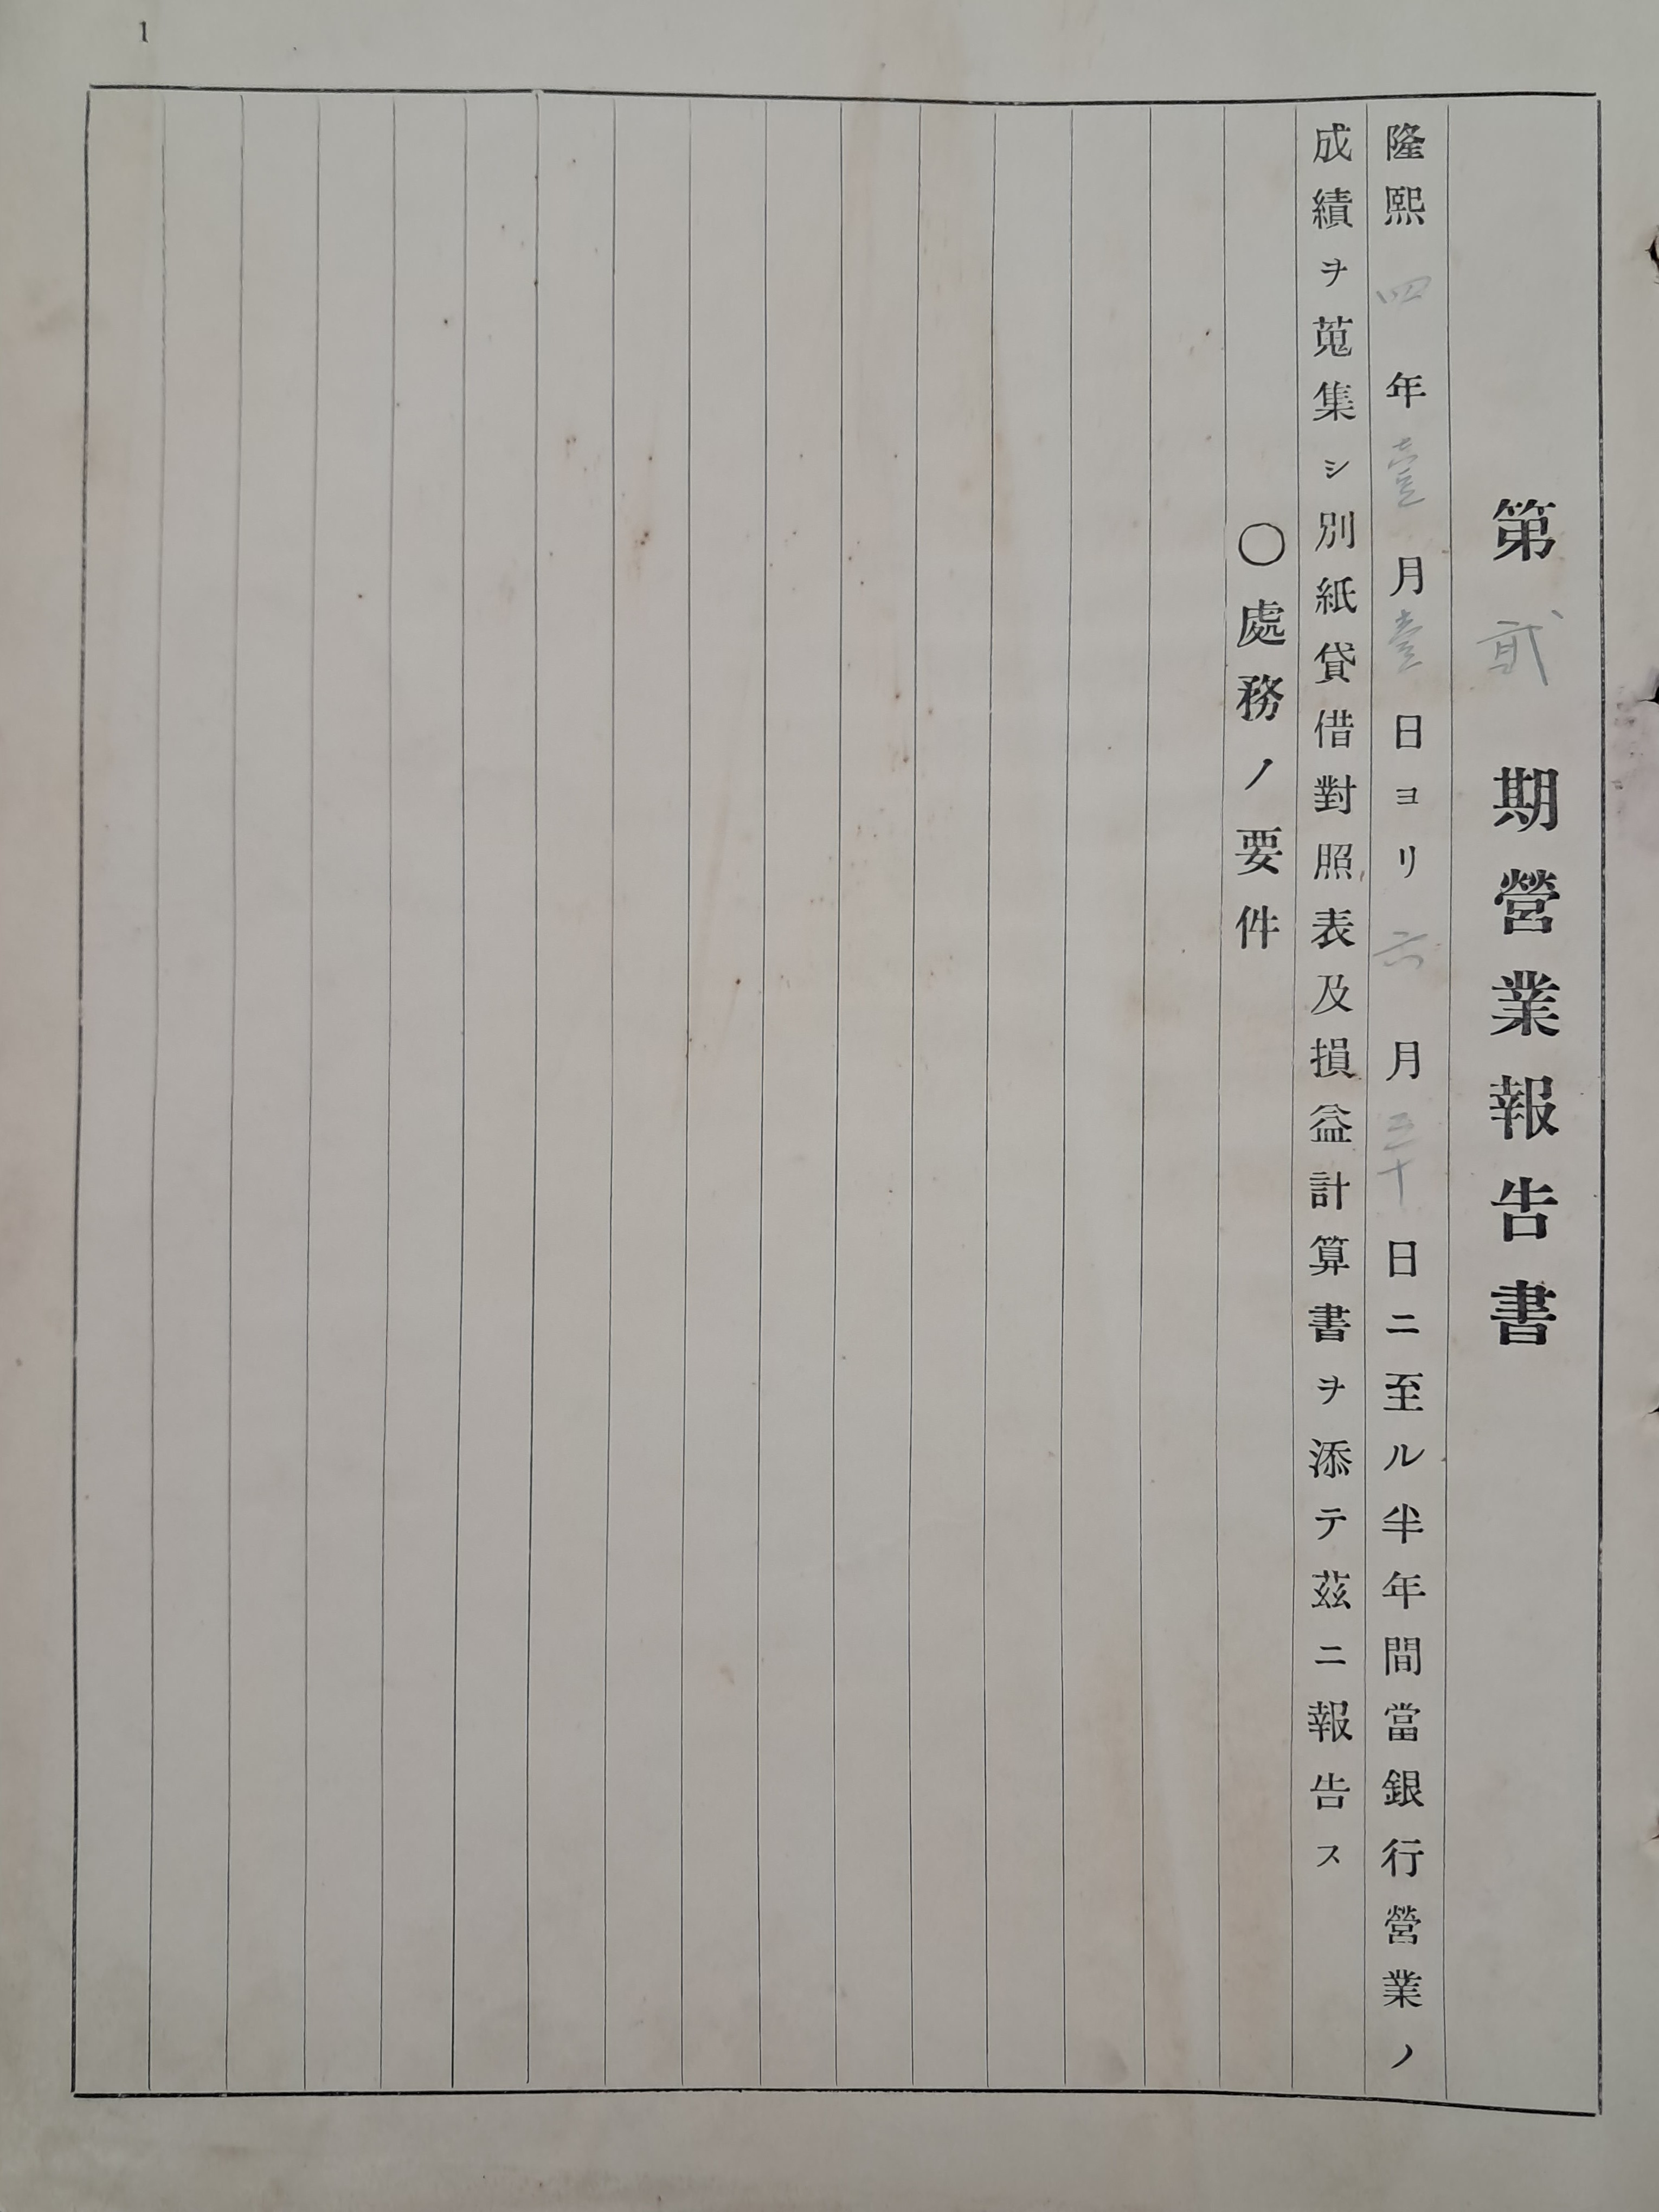 1
第貳期營業報告書
隆熙四年壹月壹日ヨリ六月三十日ニ至ル半年間當銀行營業ノ
成績ヲ蒐集シ別紙貸借對照表及損益計算書ヲ添テ茲ニ報告ス
〇處務ノ要件